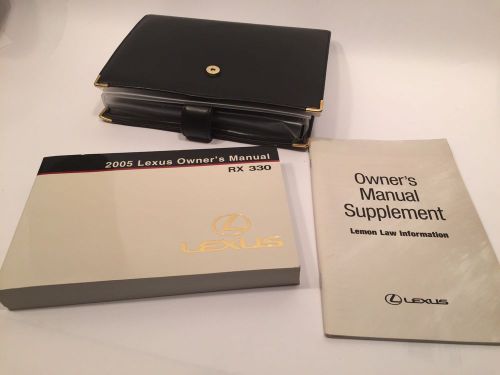 2005 Lexus Owner's Manual
RX 330
LEXUS
Owner's
Manual
Supplement
Lemon Law Information
LEXUS